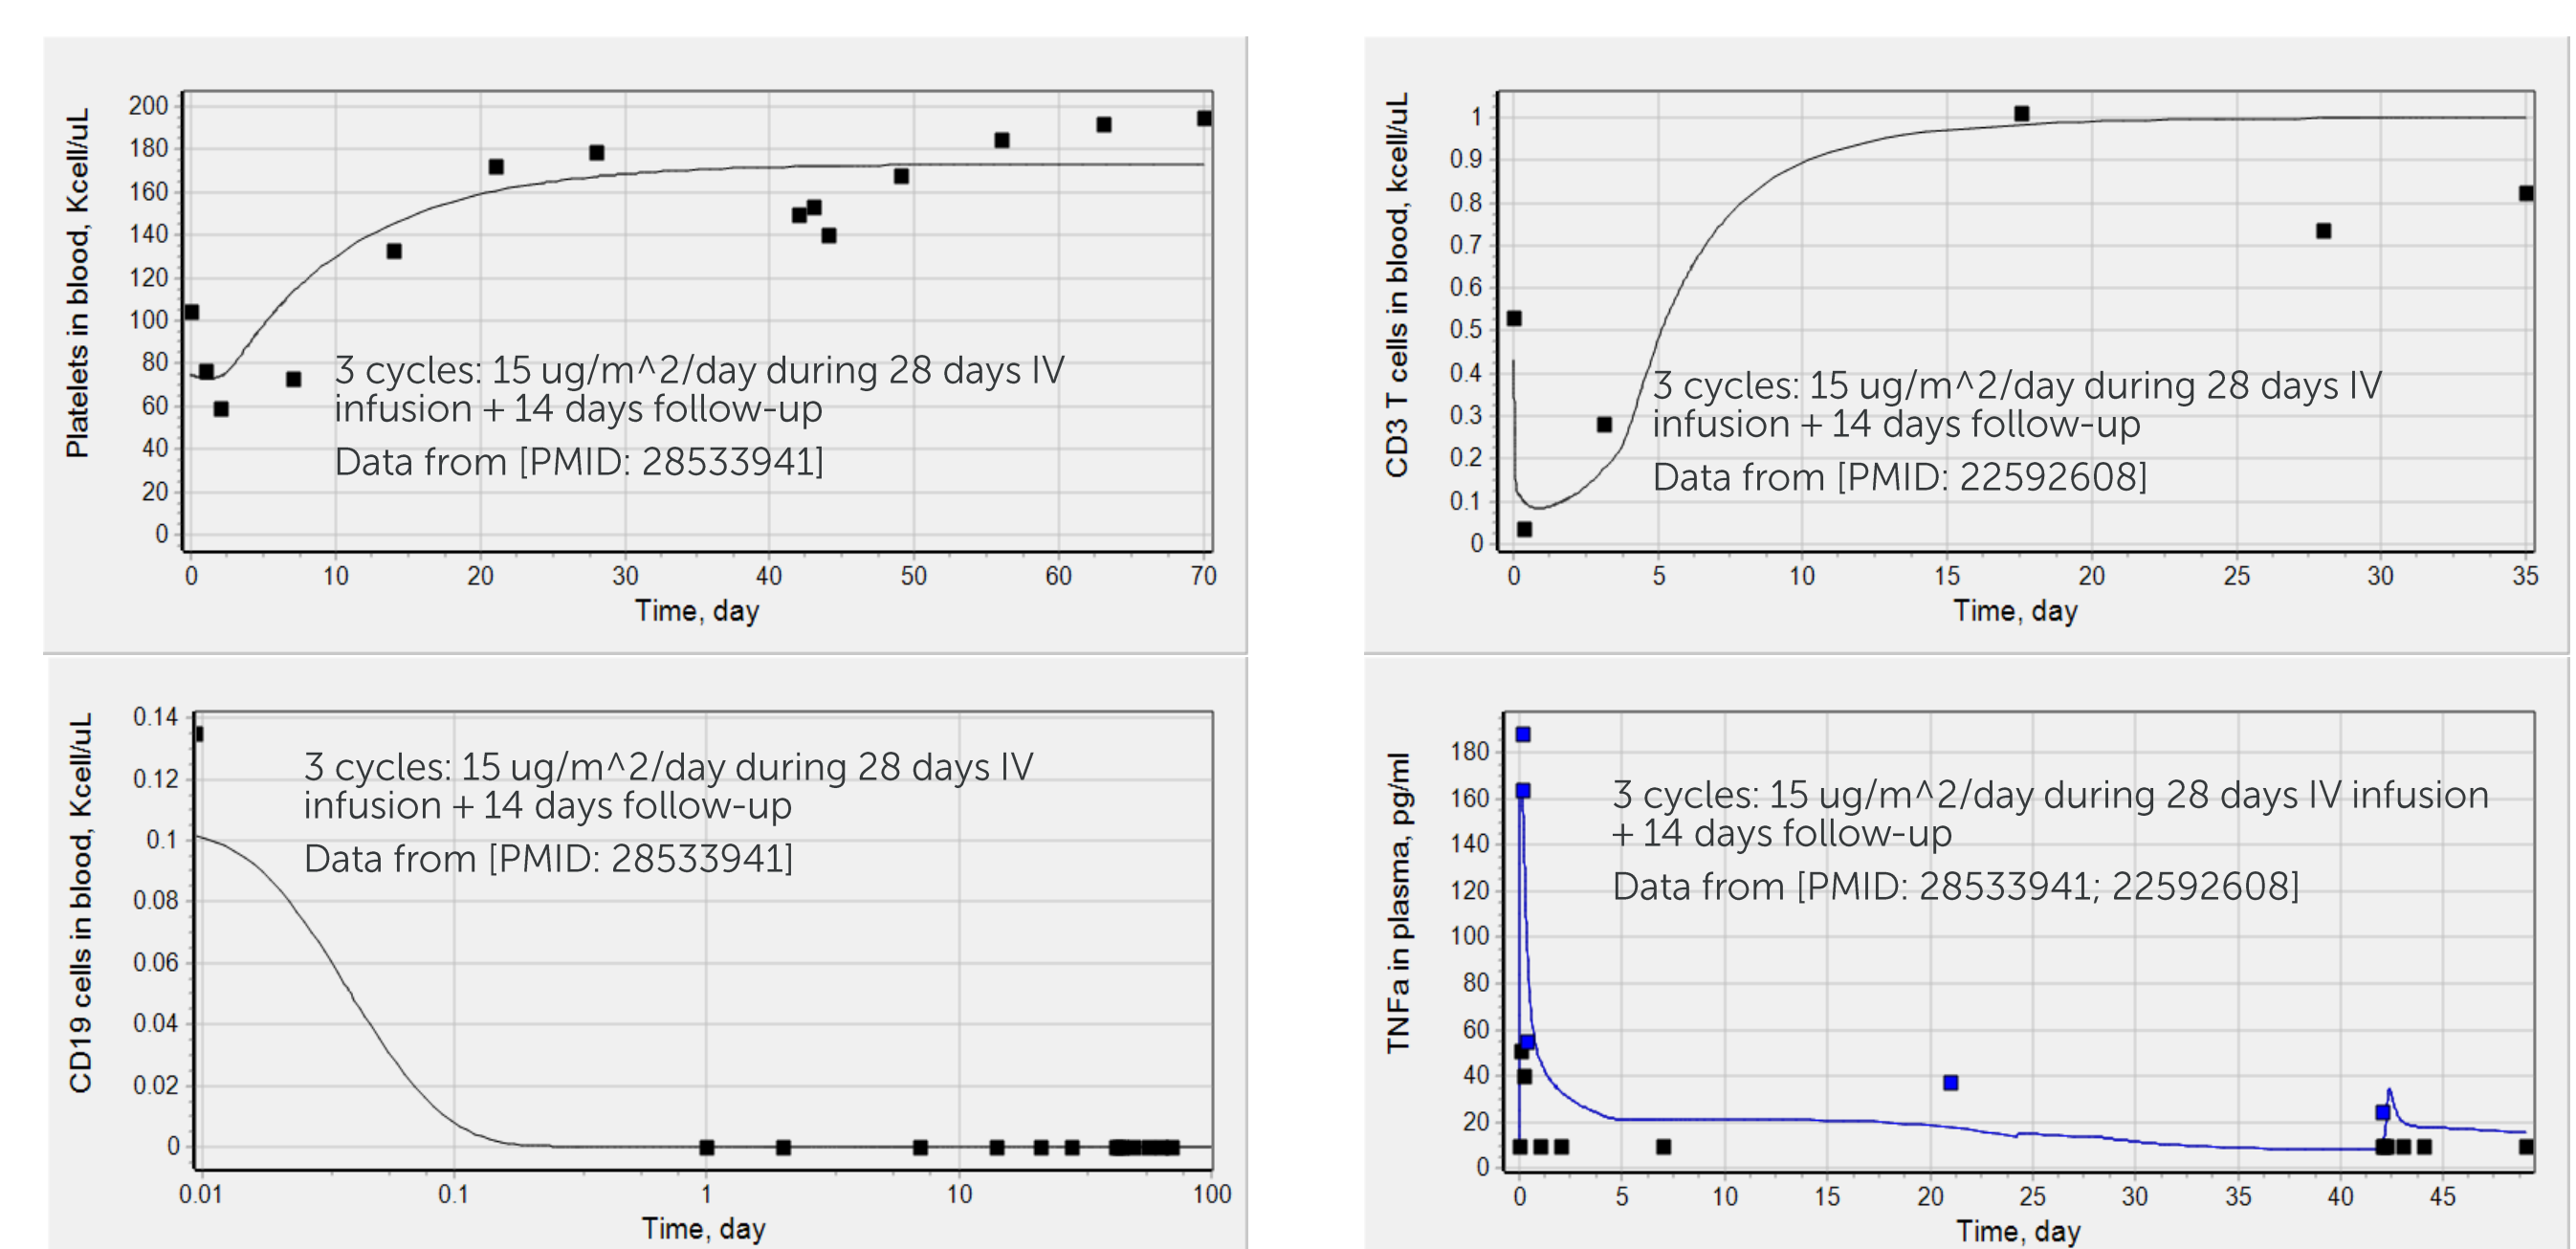 Platelets in blood, Kcell/uL
200
180
160
140
120
100
80
60
40
20
0
3 cycles: 15 ug/m^2/day during 28 days IV
infusion + 14 days follow-up
Data from [PMID: 28533941]
0 10 20 30 40 50 60 70
Time, day
CD3 T cells in blood, kcell/uL
1
0.9
0.8
0.7
0.6
0.5
0.4
0.3
0.2
0.1
0
3 cycles: 15 ug/m^2/day during 28 days IV
infusion + 14 days follow-up
Data from [PMID: 22592608]
0 5 10 15 20 25 30 35
Time, day
CD19 cells in blood, Kcell/uL
0.14
0.12
0.1
0.08
0.06
0.04
0.02
0
3 cycles: 15 ug/m^2/day during 28 days IV
infusion + 14 days follow-up
Data from [PMID: 28533941]
0.01 0.1 1 10 100
Time, day
TNFa in plasma, pg/ml
180
160
140
120
100
80
60
40
20
0
3 cycles: 15 ug/m^2/day during 28 days IV infusion
+ 14 days follow-up
Data from [PMID: 28533941; 22592608]
0 5 10 15 20 25 30 35 40 45
Time, day